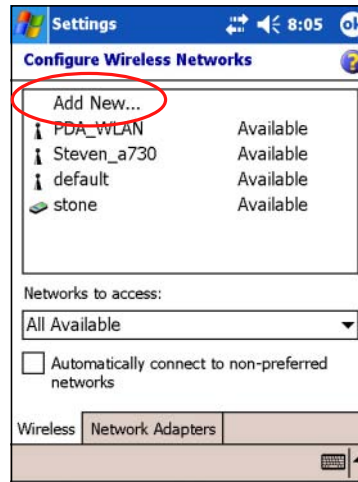 Settings 8:05 ok
Configure Wireless Networks ?
Add New...
PDA_WLAN Available
Steven_a730 Available
default Available
stone Available
Networks to access:
All Available
Automatically connect to non-preferred
networks
Wireless Network Adapters